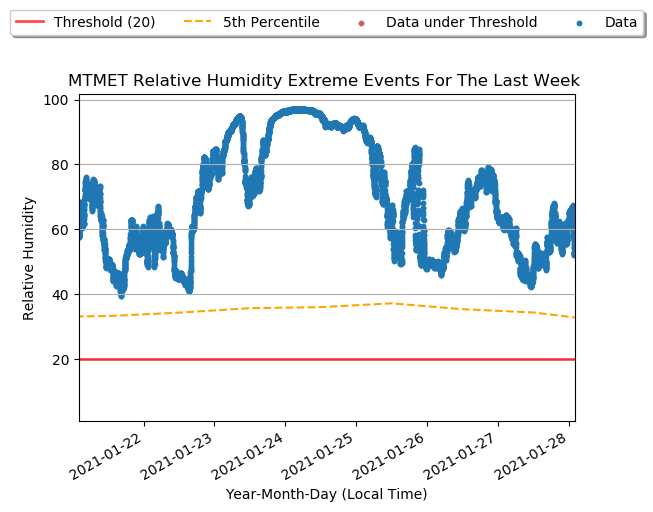 Threshold (20) 5th Percentile Data under Threshold Data
MTMET Relative Humidity Extreme Events For The Last Week
Relative Humidity
100
80
60
40
20
2021-01-22 2021-01-23 2021-01-24 2021-01-25 2021-01-26 2021-01-27 2021-01-28
Year-Month-Day (Local Time)